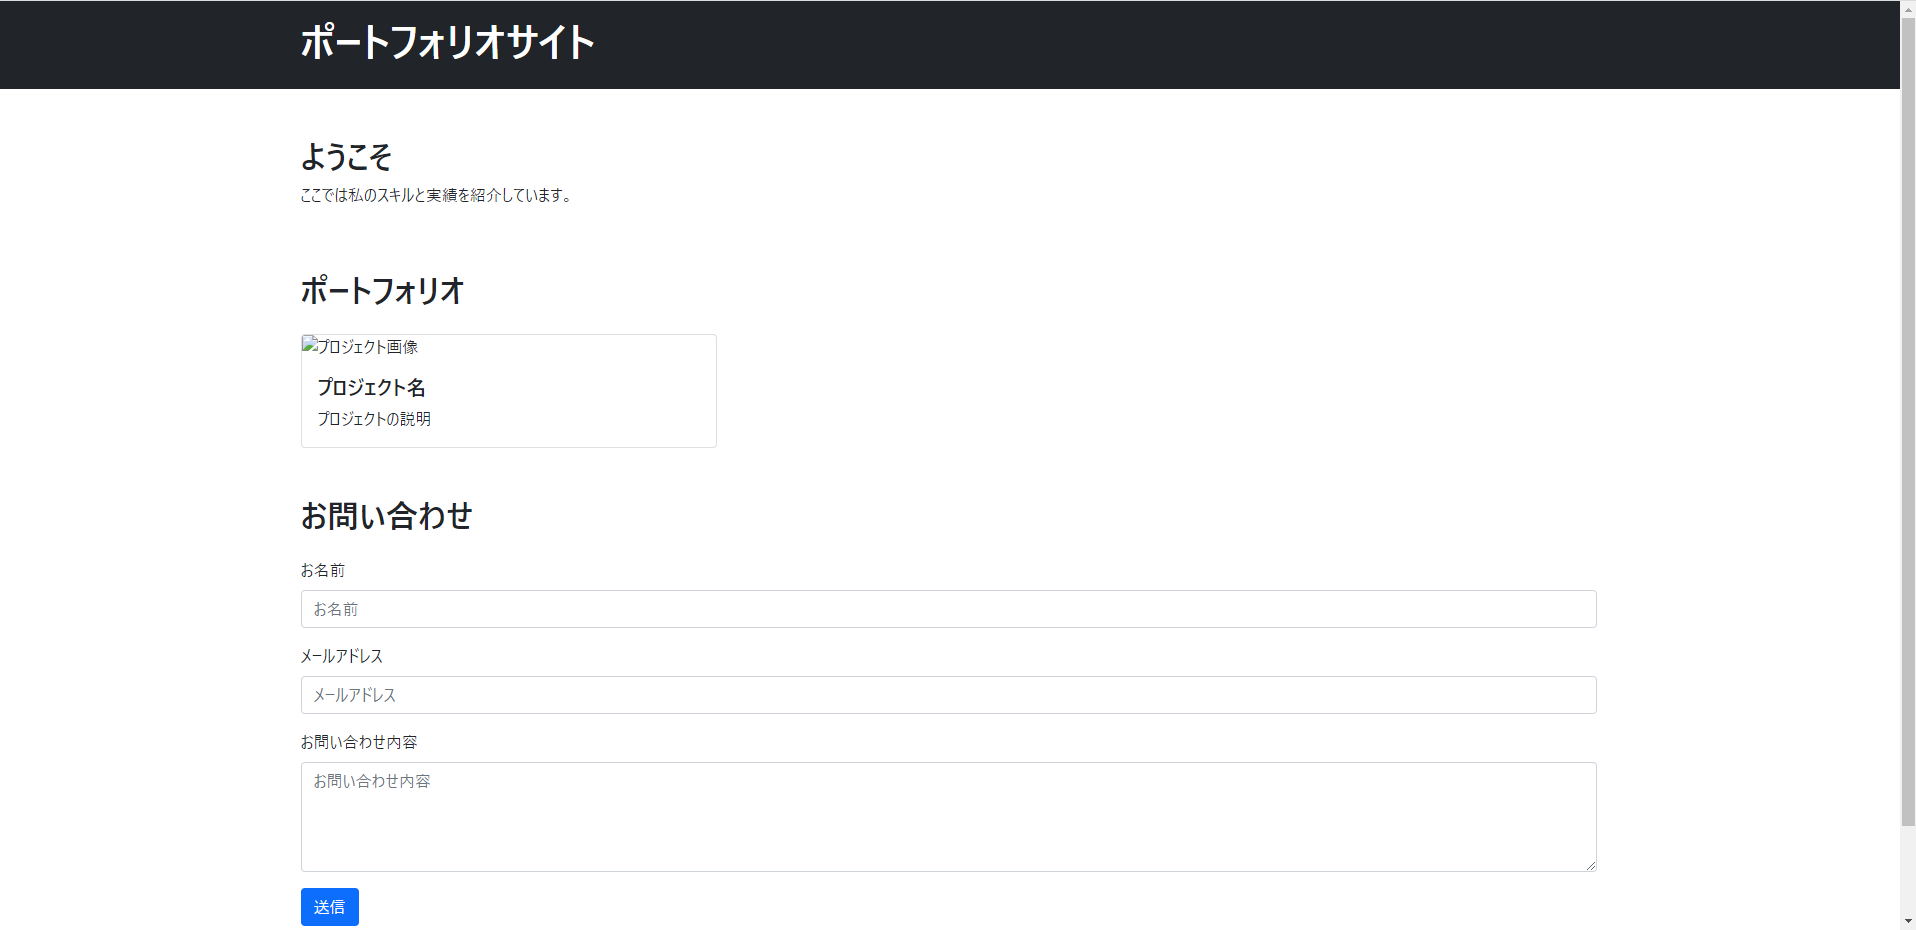 ポートフォリオサイト
ようこそ
ここでは私のスキルと実績を紹介しています。
ポートフォリオ
プロジェクト画像
プロジェクト名
プロジェクトの説明
お問い合わせ
お名前
お名前
メールアドレス
メールアドレス
お問い合わせ内容
お問い合わせ内容
送信